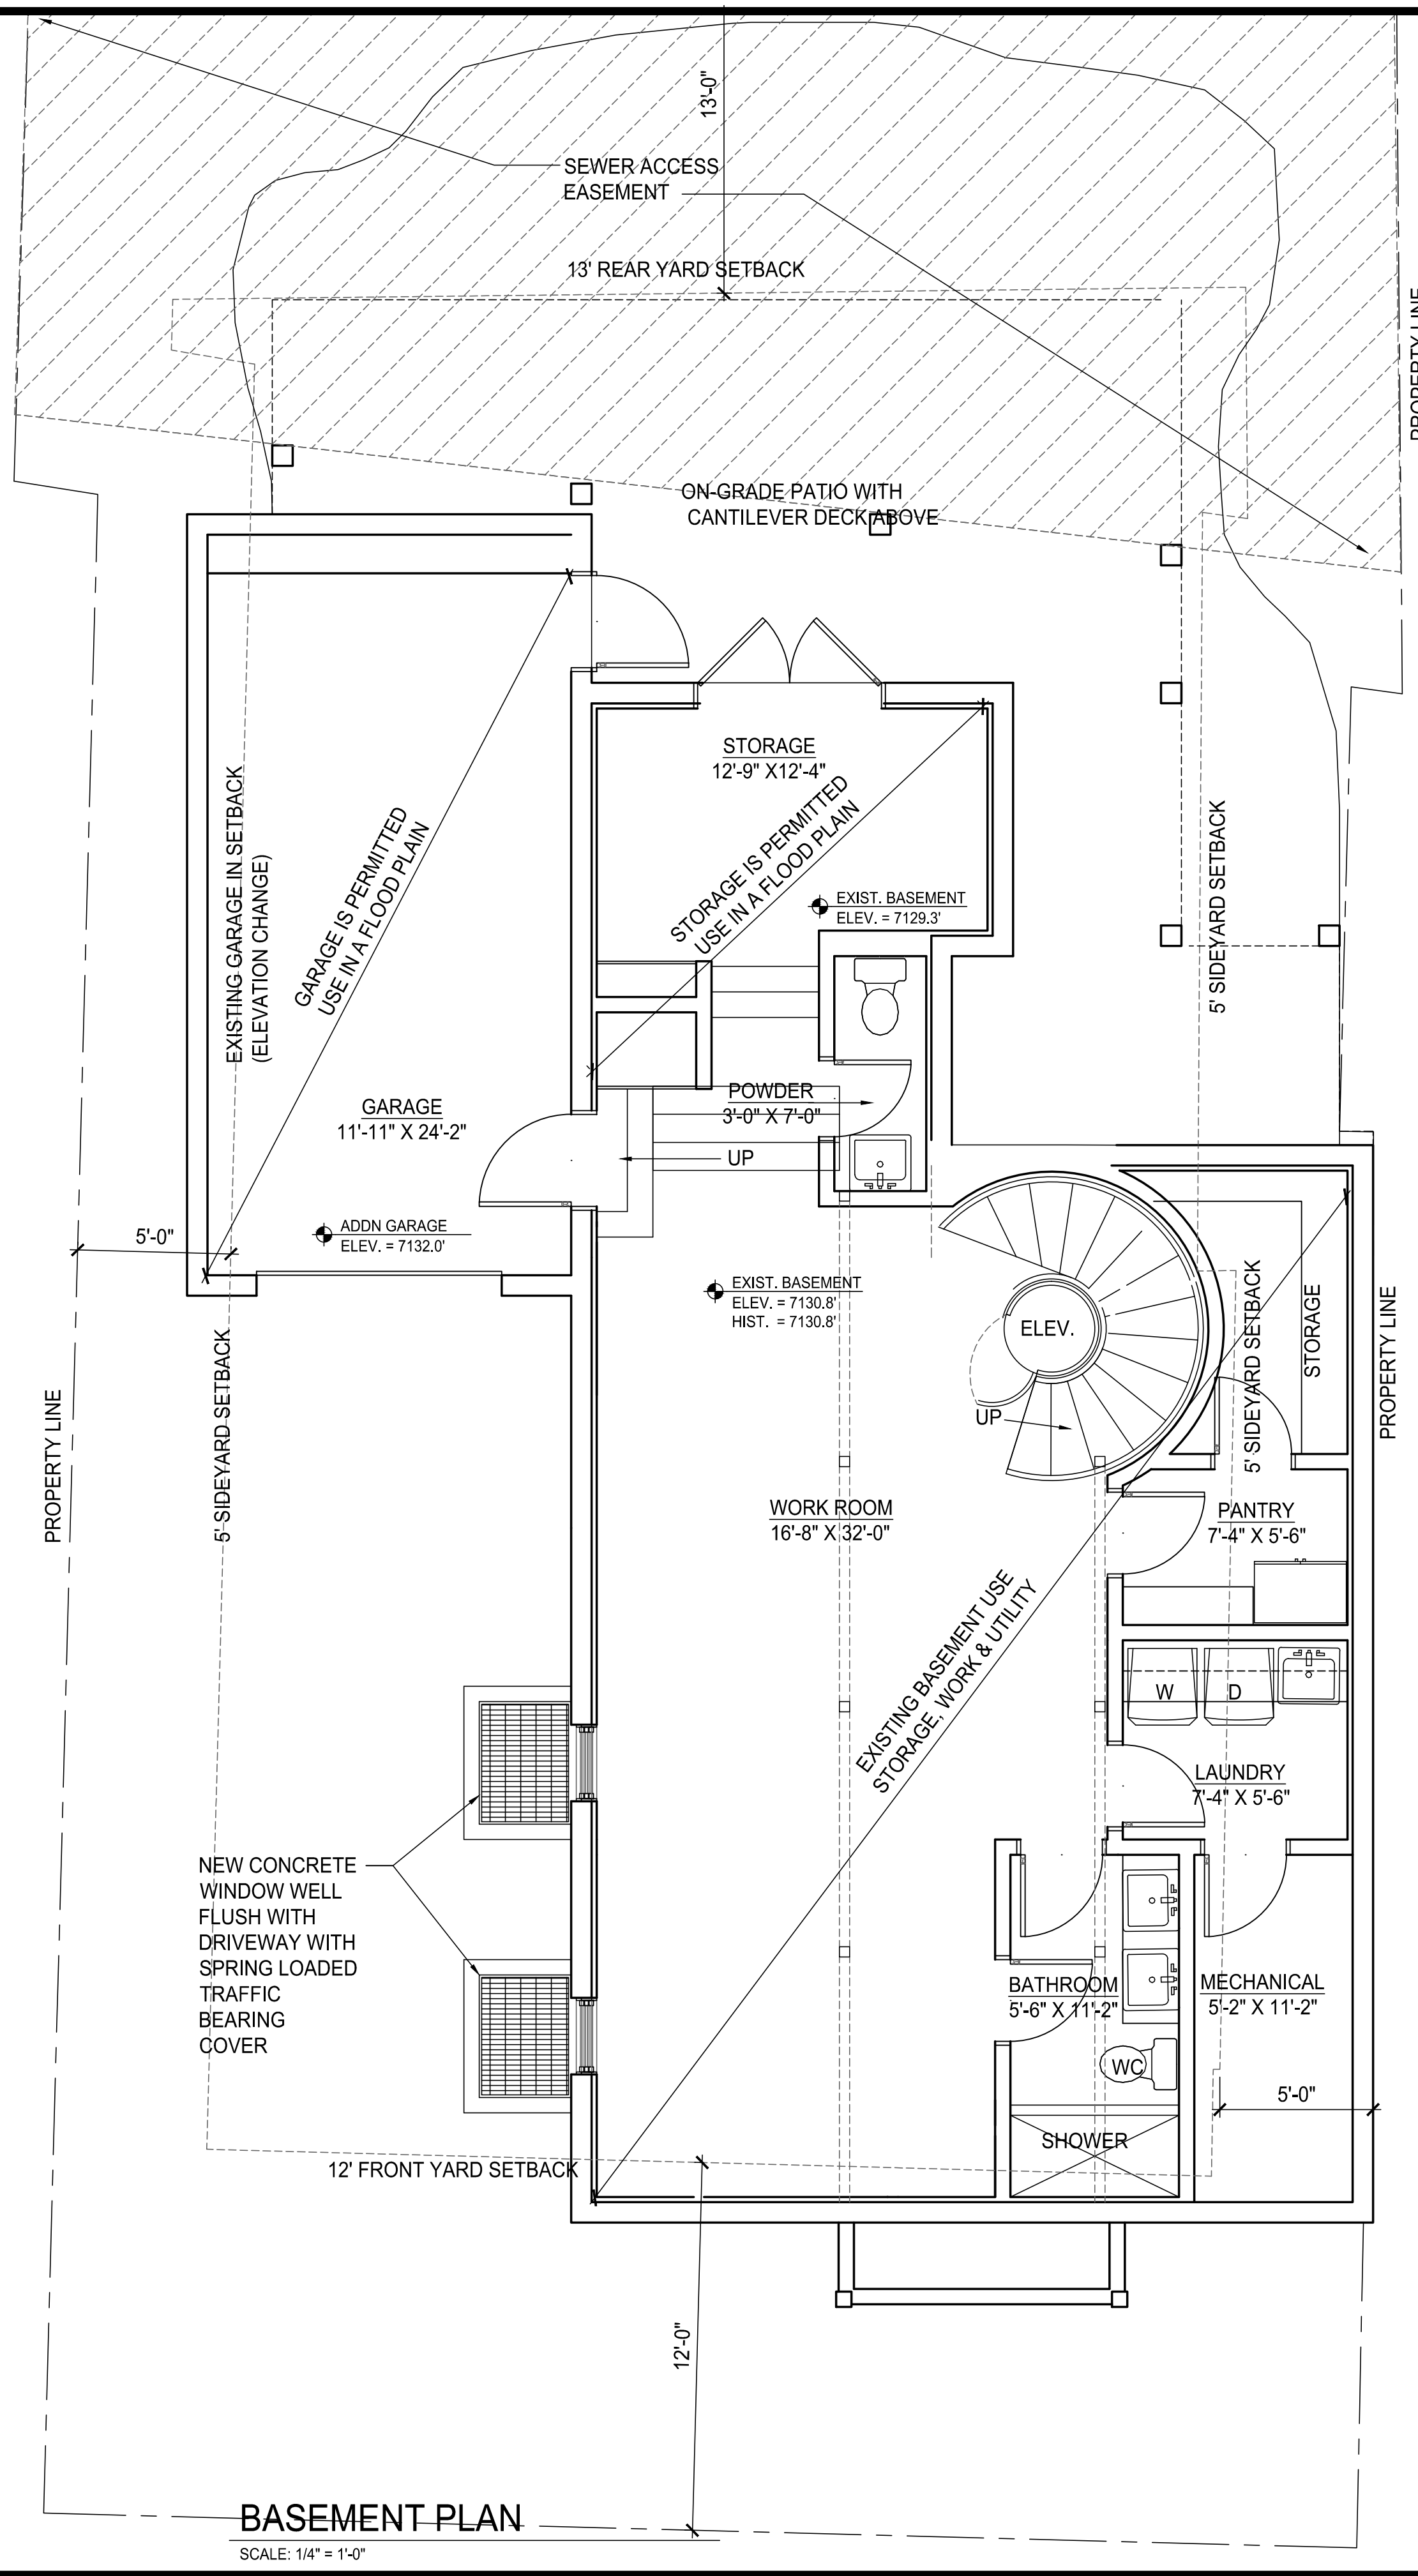 13'-0"
SEWER ACCESS
EASEMENT
13' REAR YARD SETBACK
PROPERTY LINE
ON-GRADE PATIO WITH
CANTILEVER DECK ABOVE
STORAGE
12'-9" X12'-4"
EXISTING GARAGE IN SETBACK
(ELEVATION CHANGE)
GARAGE IS PERMITTED
USE IN A FLOOD PLAIN
STORAGE IS PERMITTED
USE IN A FLOOD PLAIN
EXIST. BASEMENT
ELEV. = 7129.3'
5' SIDEYARD SETBACK
GARAGE
11'-11" X 24'-2"
POWDER
3'-0" X 7'-0"
UP
5'-0"
ADDN GARAGE
ELEV. = 7132.0'
EXIST. BASEMENT
ELEV. = 7130.8'
HIST. = 7130.8'
ELEV.
UP
STORAGE
5' SIDEYARD SETBACK
PROPERTY LINE
PROPERTY LINE
5' SIDEYARD SETBACK
WORK ROOM
16'-8" X 32'-0"
PANTRY
7'-4" X 5'-6"
EXISTING BASEMENT USE
STORAGE, WORK & UTILITY
W
D
LAUNDRY
7'-4" X 5'-6"
NEW CONCRETE
WINDOW WELL
FLUSH WITH
DRIVEWAY WITH
SPRING LOADED
TRAFFIC
BEARING
COVER
BATHROOM
5'-6" X 11'-2"
MECHANICAL
5'-2" X 11'-2"
WC
5'-0"
SHOWER
12' FRONT YARD SETBACK
12'-0"
BASEMENT PLAN
SCALE: 1/4" = 1'-0"